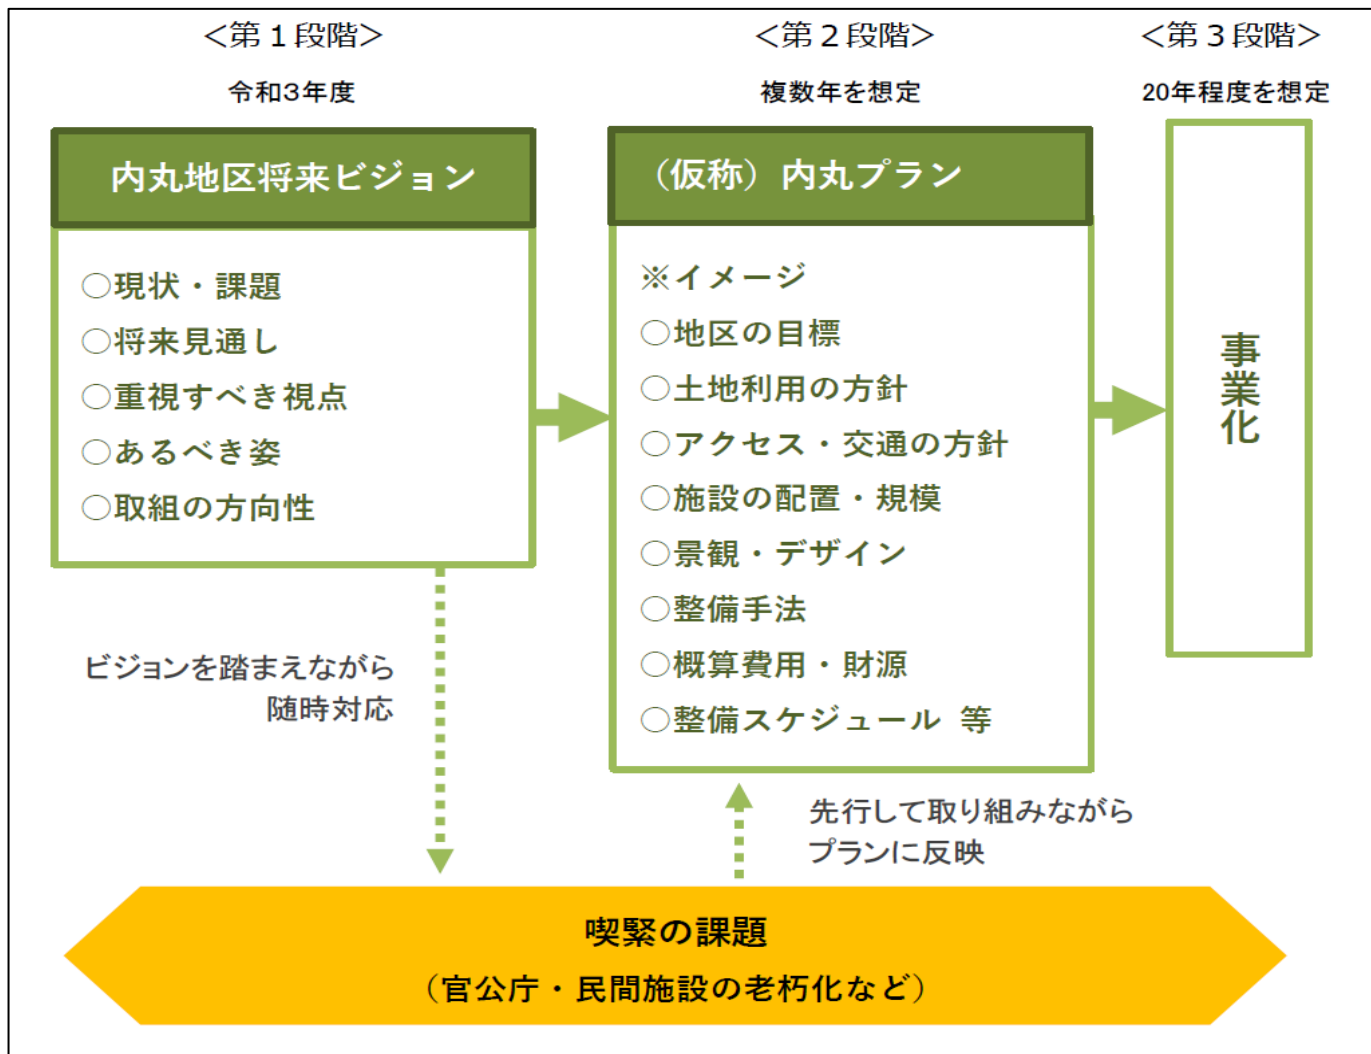 ＜第１段階＞
令和３年度
内丸地区将来ビジョン
○現状・課題
○将来見通し
○重視すべき視点
○あるべき姿
○取組の方向性
＜第２段階＞
複数年を想定
（仮称）内丸プラン
※イメージ
○地区の目標
○土地利用の方針
○アクセス・交通の方針
○施設の配置・規模
○景観・デザイン
○整備手法
○概算費用・財源
○整備スケジュール 等
＜第３段階＞
20年程度を想定
事業化
ビジョンを踏まえながら
随時対応
先行して取り組みながら
プランに反映
喫緊の課題
（官公庁・民間施設の老朽化など）